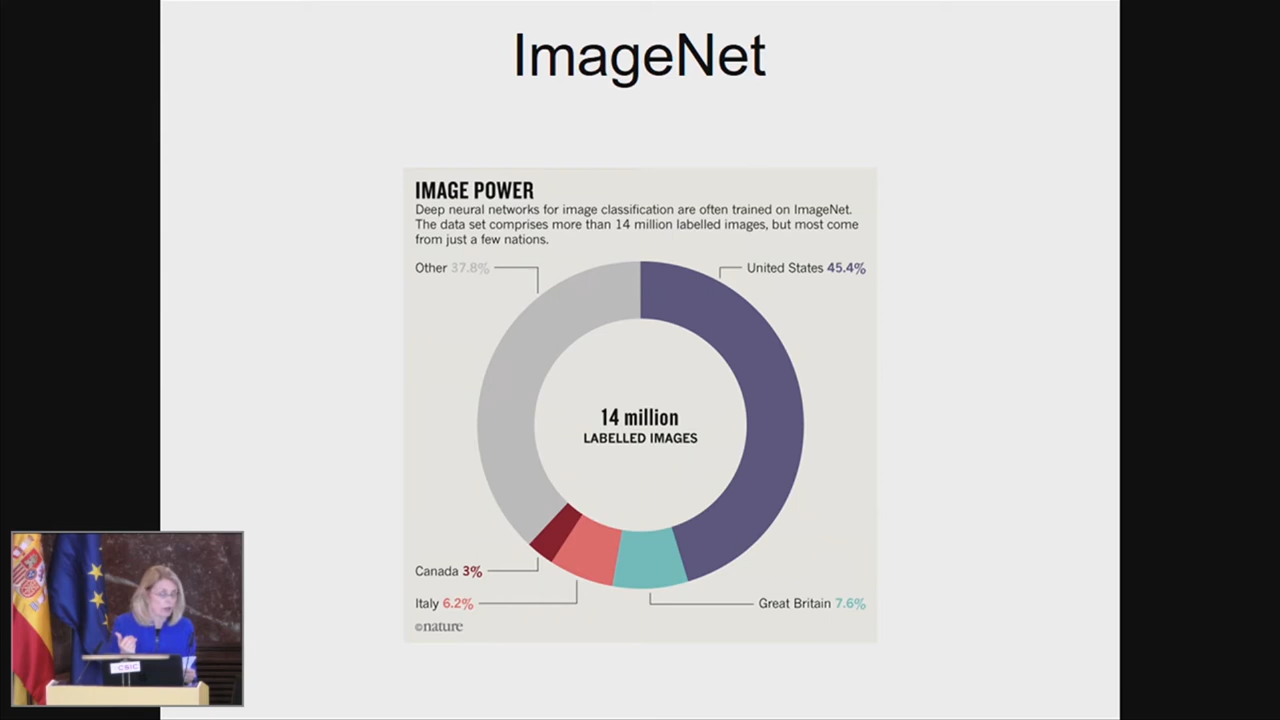 ImageNet
IMAGE POWER
Deep neural networks for image classification are often trained on ImageNet.
The data set comprises more than 14 million labelled images, but most come
from just a few nations.
Other 37.8%
United States 45.4%
14 million
LABELLED IMAGES
Canada 3%
Italy 6.2%
Great Britain 7.6%
©nature
CSIC